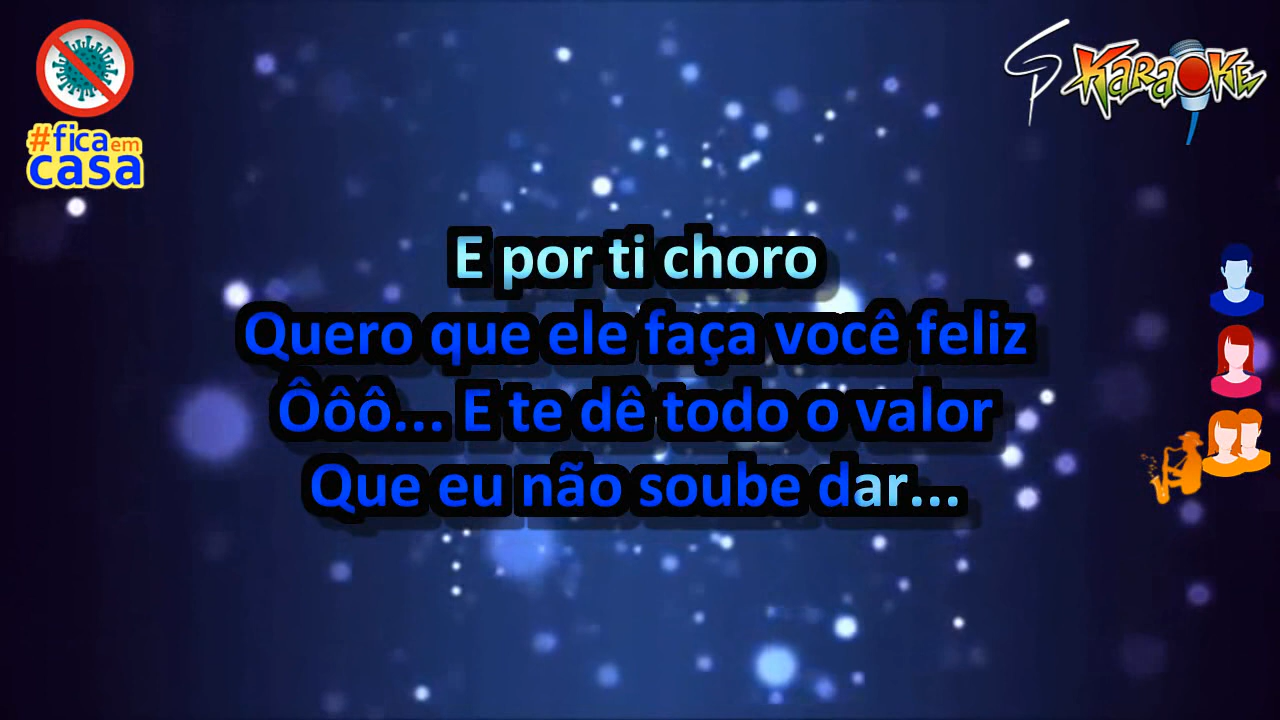 #fica em
casa
SP KARAOKE
E por ti choro
Quero que ele faça você feliz
Ôôô... E te dê todo o valor
Que eu não soube dar...